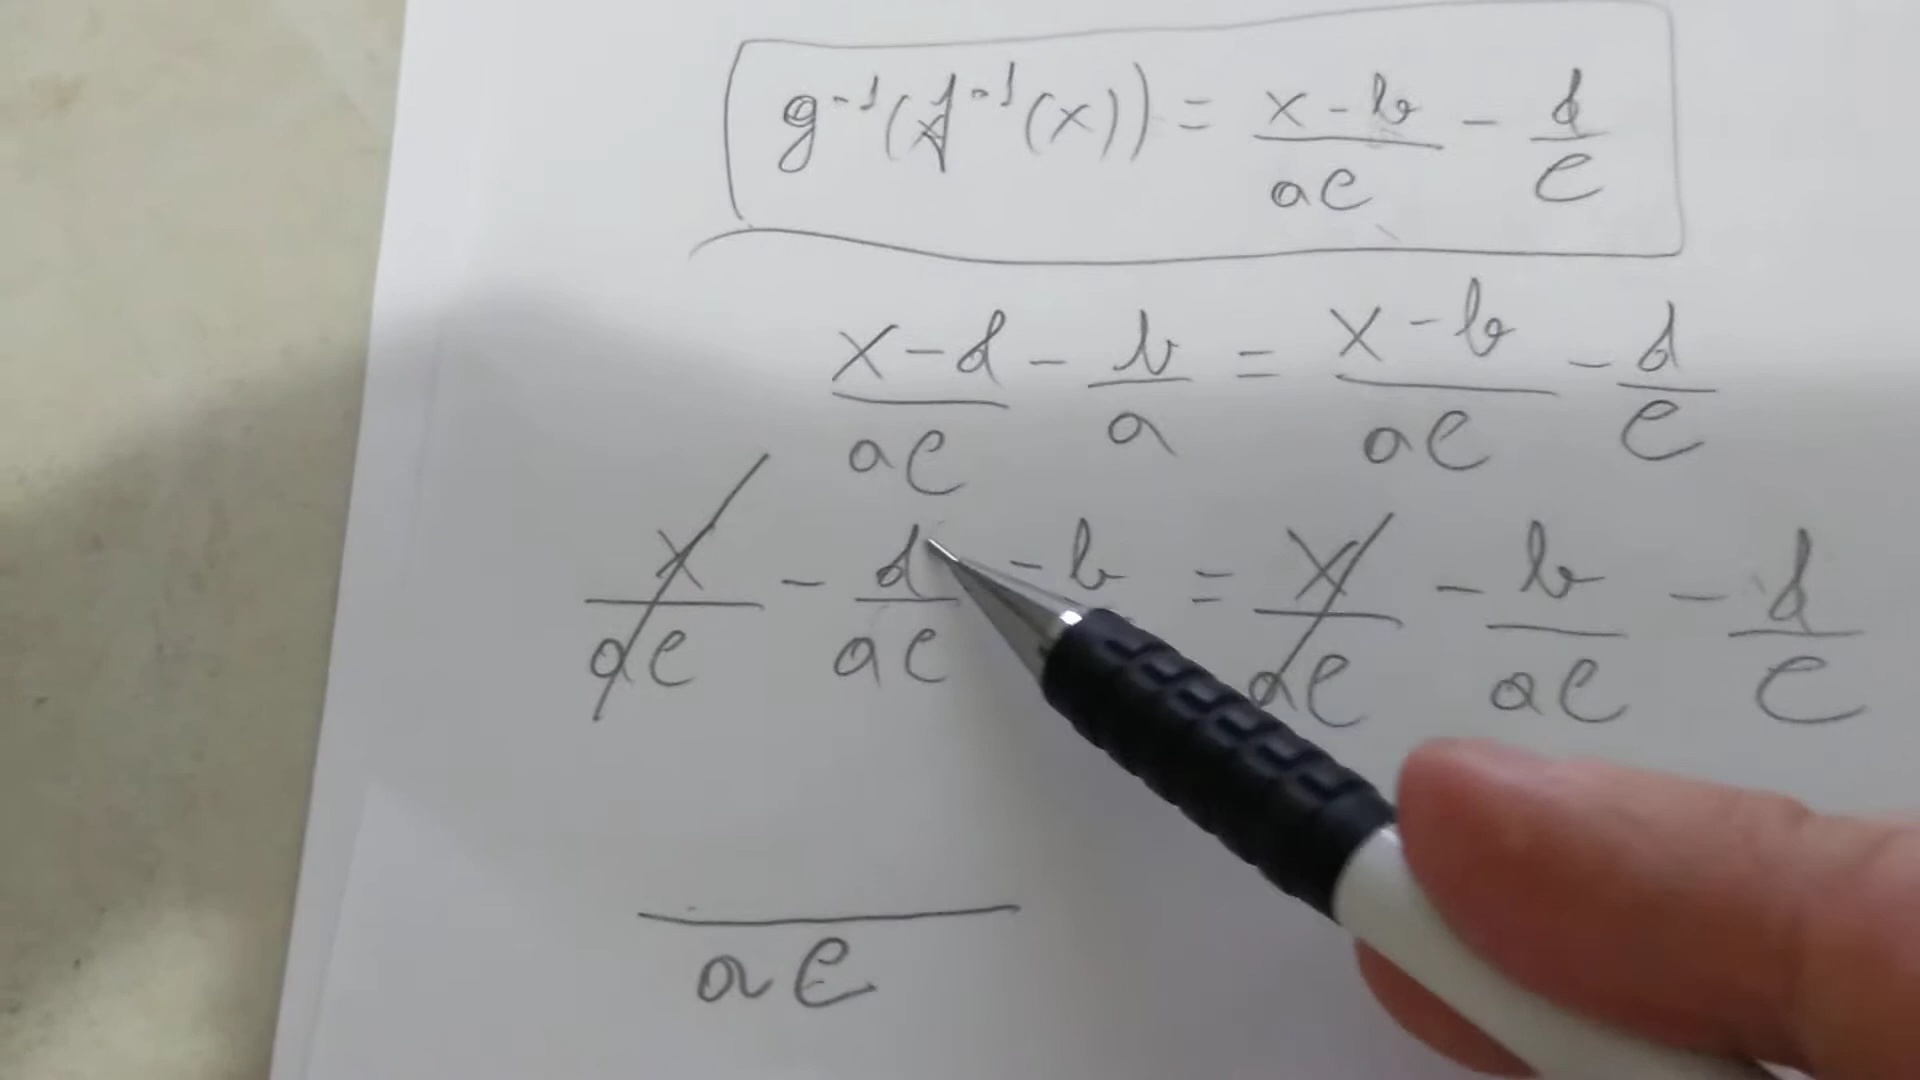 g⁻¹(f⁻¹(x)) = (x-b)/(ac) - d/c
(x-d)/(ac) - b/a = (x-b)/(ac) - d/c
x/(ac) - d/(ac) - b = x/(ac) - b/(ac) - d/c
ac